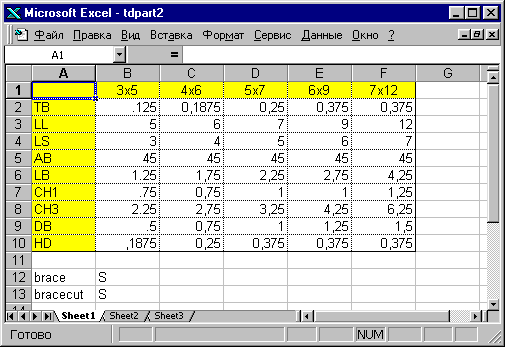 Microsoft Excel - tdpart2
Файл Правка Вид Вставка Формат Сервис Данные Окно ?
A1 =
A B C D E F G
1 3x5 4x6 5x7 6x9 7x12
2 TB .125 0,1875 0,25 0,375 0,375
3 LL 5 6 7 9 12
4 LS 3 4 5 6 7
5 AB 45 45 45 45 45
6 LB 1.25 1,75 2,25 2,75 4,25
7 CH1 .75 0,75 1 1 1,25
8 CH3 2.25 2,75 3,25 4,25 6,25
9 DB 5 0,75 1 1,25 1,5
10 HD ,1875 0,25 0,375 0,375 0,375
11
12 brace S
13 bracecut S
Sheet1 Sheet2 Sheet3
Готово NUM